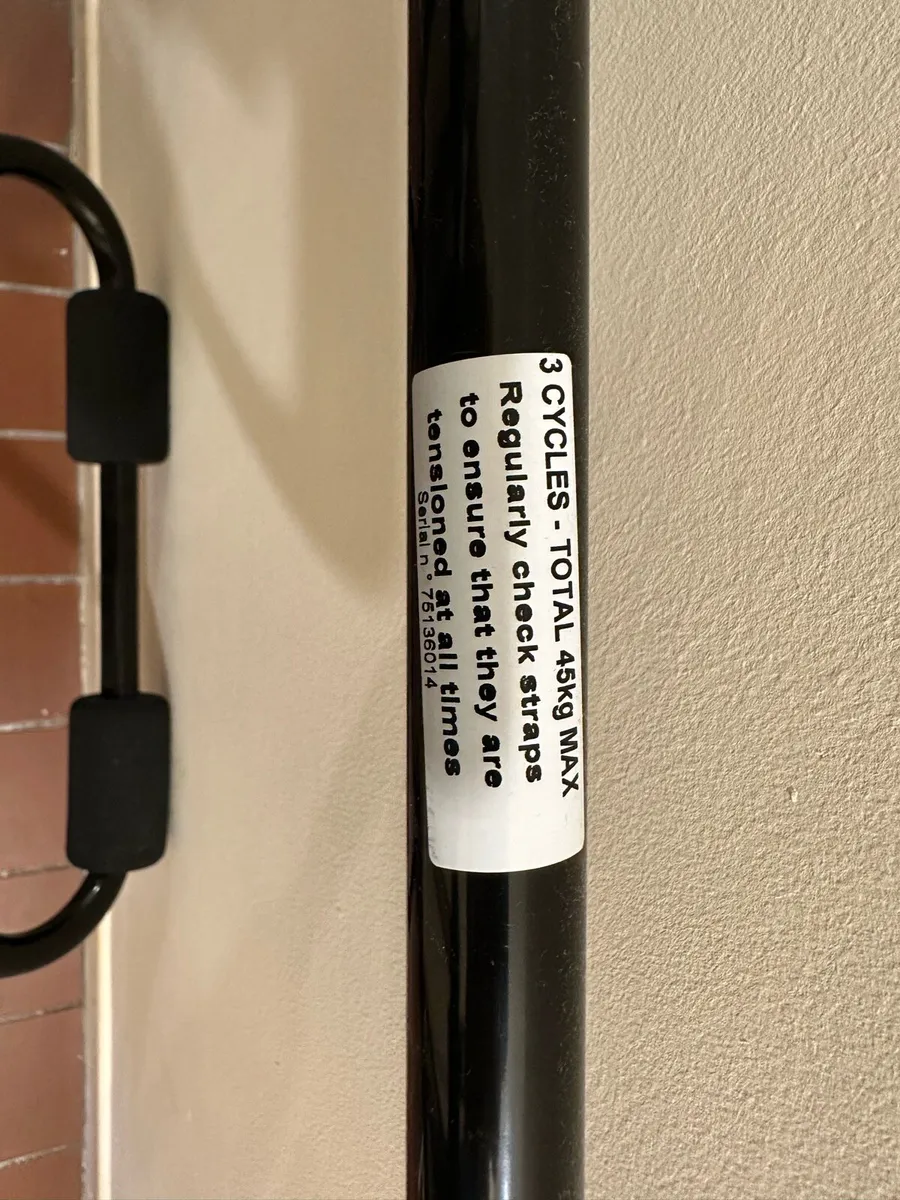 3 CYCLES - TOTAL 45kg MAX
Regularly check straps
to ensure that they are
tensioned at all times
Serial n° 75136014